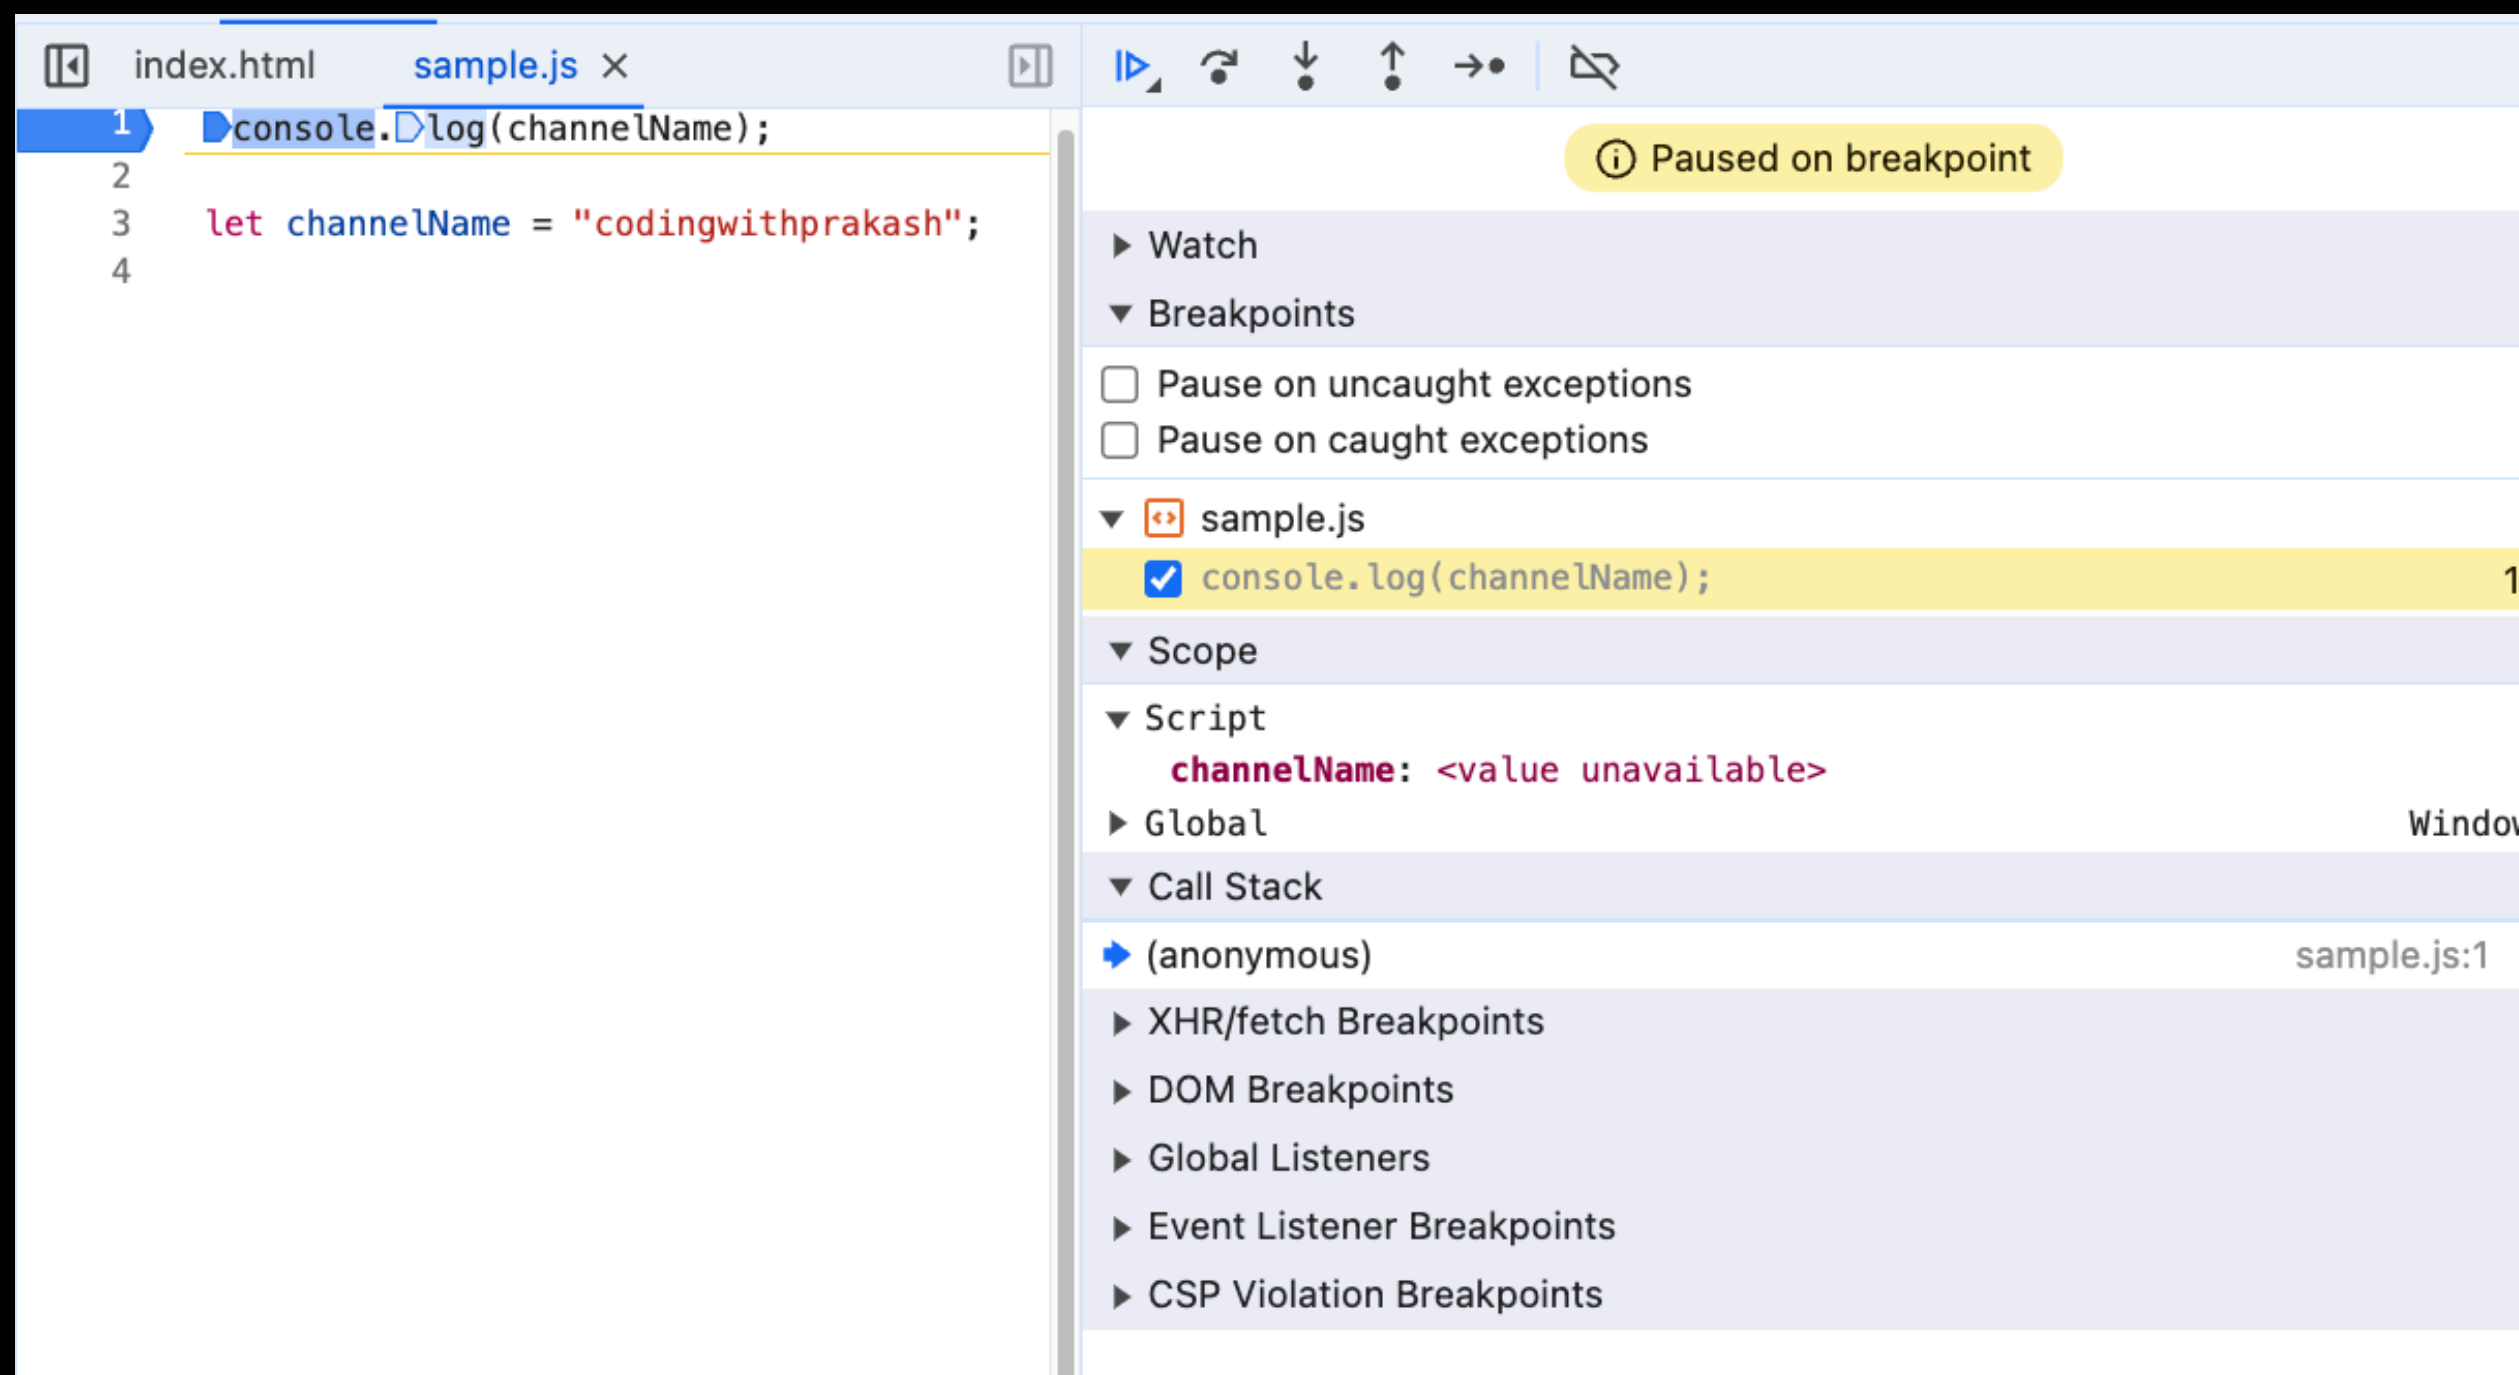 index.html
sample.js
1 console.log(channelName);
2
3 let channelName = "codingwithprakash";
4
Paused on breakpoint
Watch
Breakpoints
Pause on uncaught exceptions
Pause on caught exceptions
sample.js
console.log(channelName); 1
Scope
Script
channelName: <value unavailable>
Global Window
Call Stack
(anonymous) sample.js:1
XHR/fetch Breakpoints
DOM Breakpoints
Global Listeners
Event Listener Breakpoints
CSP Violation Breakpoints